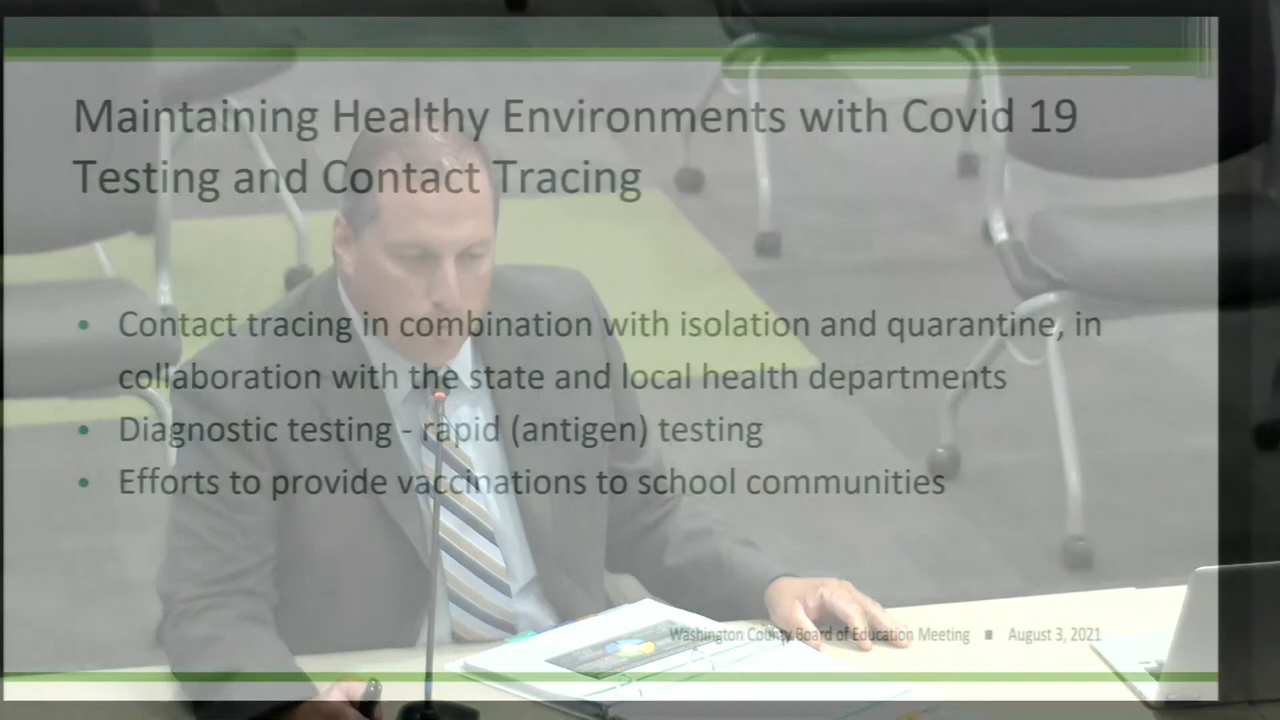 Maintaining Healthy Environments with Covid 19
Testing and Contact Tracing
• Contact tracing in combination with isolation and quarantine, in
collaboration with the state and local health departments
• Diagnostic testing - rapid (antigen) testing
• Efforts to provide vaccinations to school communities
Washington County Board of Education Meeting ■ August 3, 2021